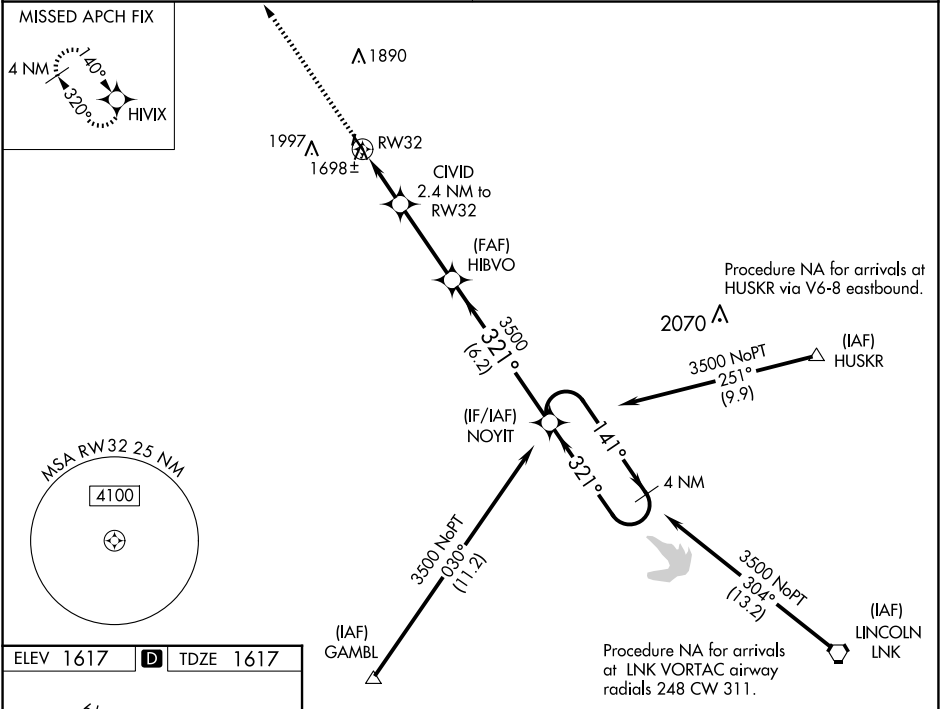 MISSED APCH FIX
4 NM
140°
320°
HIVIX
1890
1997
1698±
RW32
CIVID
2.4 NM to
RW32
(FAF)
HIBVO
Procedure NA for arrivals at
HUSKR via V6-8 eastbound.
2070
(IAF)
HUSKR
3500 NoPT
251°
(9.9)
3500
321°
(6.2)
(IF/IAF)
NOYIT
141°
321°
4 NM
MSA RW32 25 NM
4100
3500 NoPT
030°
(11.2)
3500 NoPT
304°
(13.2)
(IAF)
GAMBL
(IAF)
LINCOLN
LNK
Procedure NA for arrivals
at LNK VORTAC airway
radials 248 CW 311.
ELEV 1617 D TDZE 1617